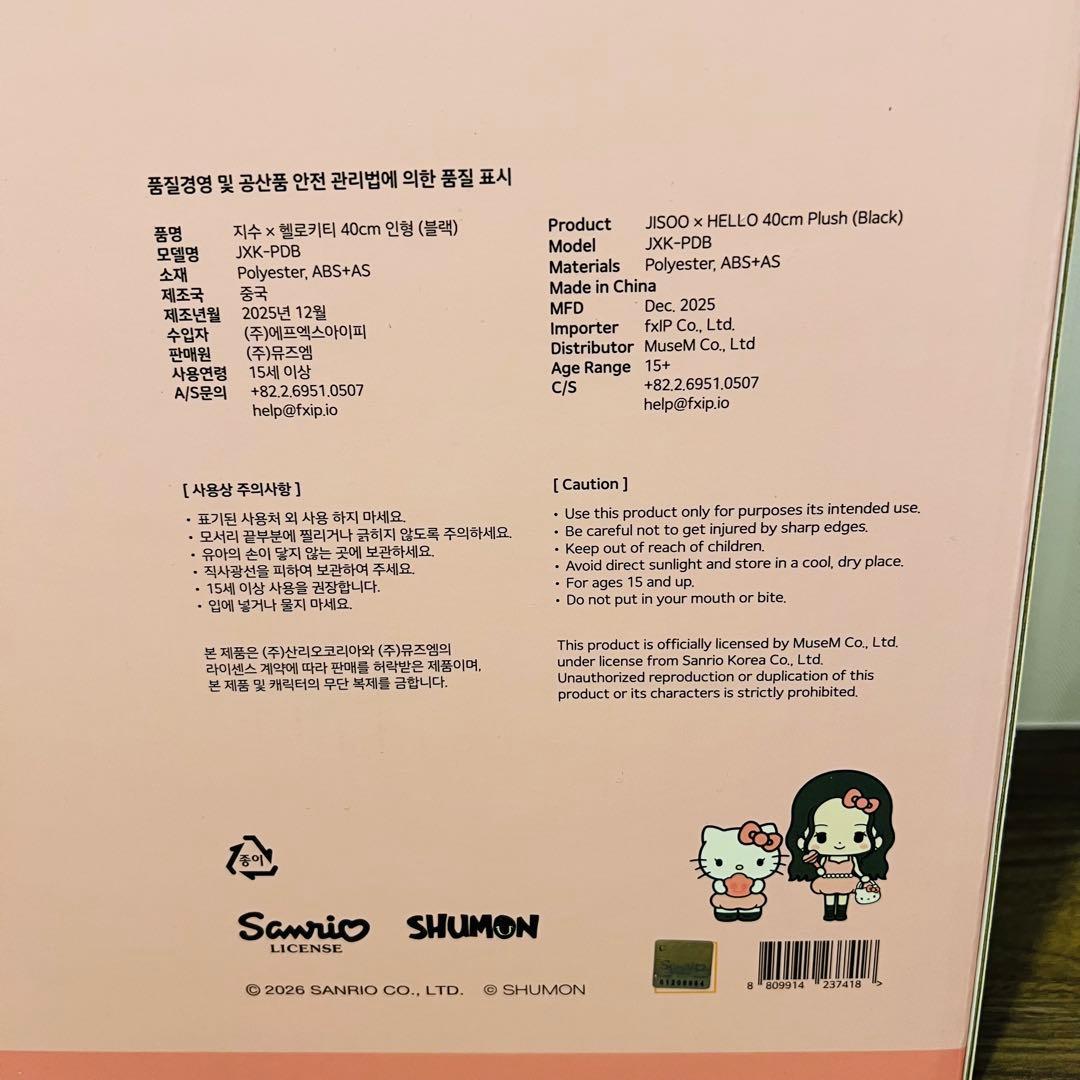 품질경영 및 공산품 안전 관리법에 의한 품질 표시
품명 지수 × 헬로키티 40cm 인형 (블랙)
모델명 JXK-PDB
소재 Polyester, ABS+AS
제조국 중국
제조년월 2025년 12월
수입자 (주)에프엑스아이피
판매원 (주)뮤즈엠
사용연령 15세 이상
A/S문의 +82.2.6951.0507
help@fxip.io
Product JISOO × HELLO 40cm Plush (Black)
Model JXK-PDB
Materials Polyester, ABS+AS
Made in China
MFD Dec. 2025
Importer fxIP Co., Ltd.
Distributor MuseM Co., Ltd
Age Range 15+
C/S +82.2.6951.0507
help@fxip.io
[ 사용상 주의사항 ]
• 표기된 사용처 외 사용 하지 마세요.
• 모서리 끝부분에 찔리거나 긁히지 않도록 주의하세요.
• 유아의 손이 닿지 않는 곳에 보관하세요.
• 직사광선을 피하여 보관하여 주세요.
• 15세 이상 사용을 권장합니다.
• 입에 넣거나 물지 마세요.
본 제품은 (주)산리오코리아와 (주)뮤즈엠의
라이센스 계약에 따라 판매를 허락받은 제품이며,
본 제품 및 캐릭터의 무단 복제를 금합니다.
[ Caution ]
• Use this product only for purposes its intended use.
• Be careful not to get injured by sharp edges.
• Keep out of reach of children.
• Avoid direct sunlight and store in a cool, dry place.
• For ages 15 and up.
• Do not put in your mouth or bite.
This product is officially licensed by MuseM Co., Ltd.
under license from Sanrio Korea Co., Ltd.
Unauthorized reproduction or duplication of this
product or its characters is strictly prohibited.
종이
Sanrio
LICENSE
SHUMON
© 2026 SANRIO CO., LTD. © SHUMON
Sanrio
8 809914 237418 >